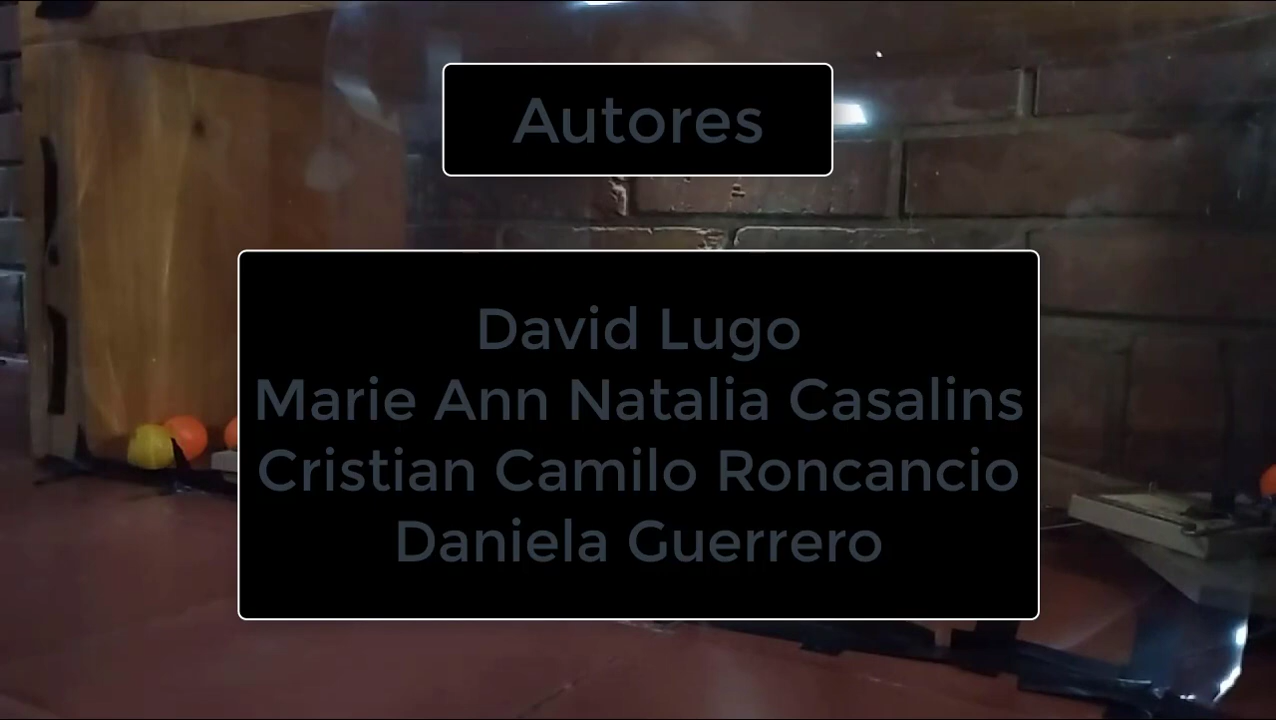 Autores
David Lugo
Marie Ann Natalia Casalins
Cristian Camilo Roncancio
Daniela Guerrero